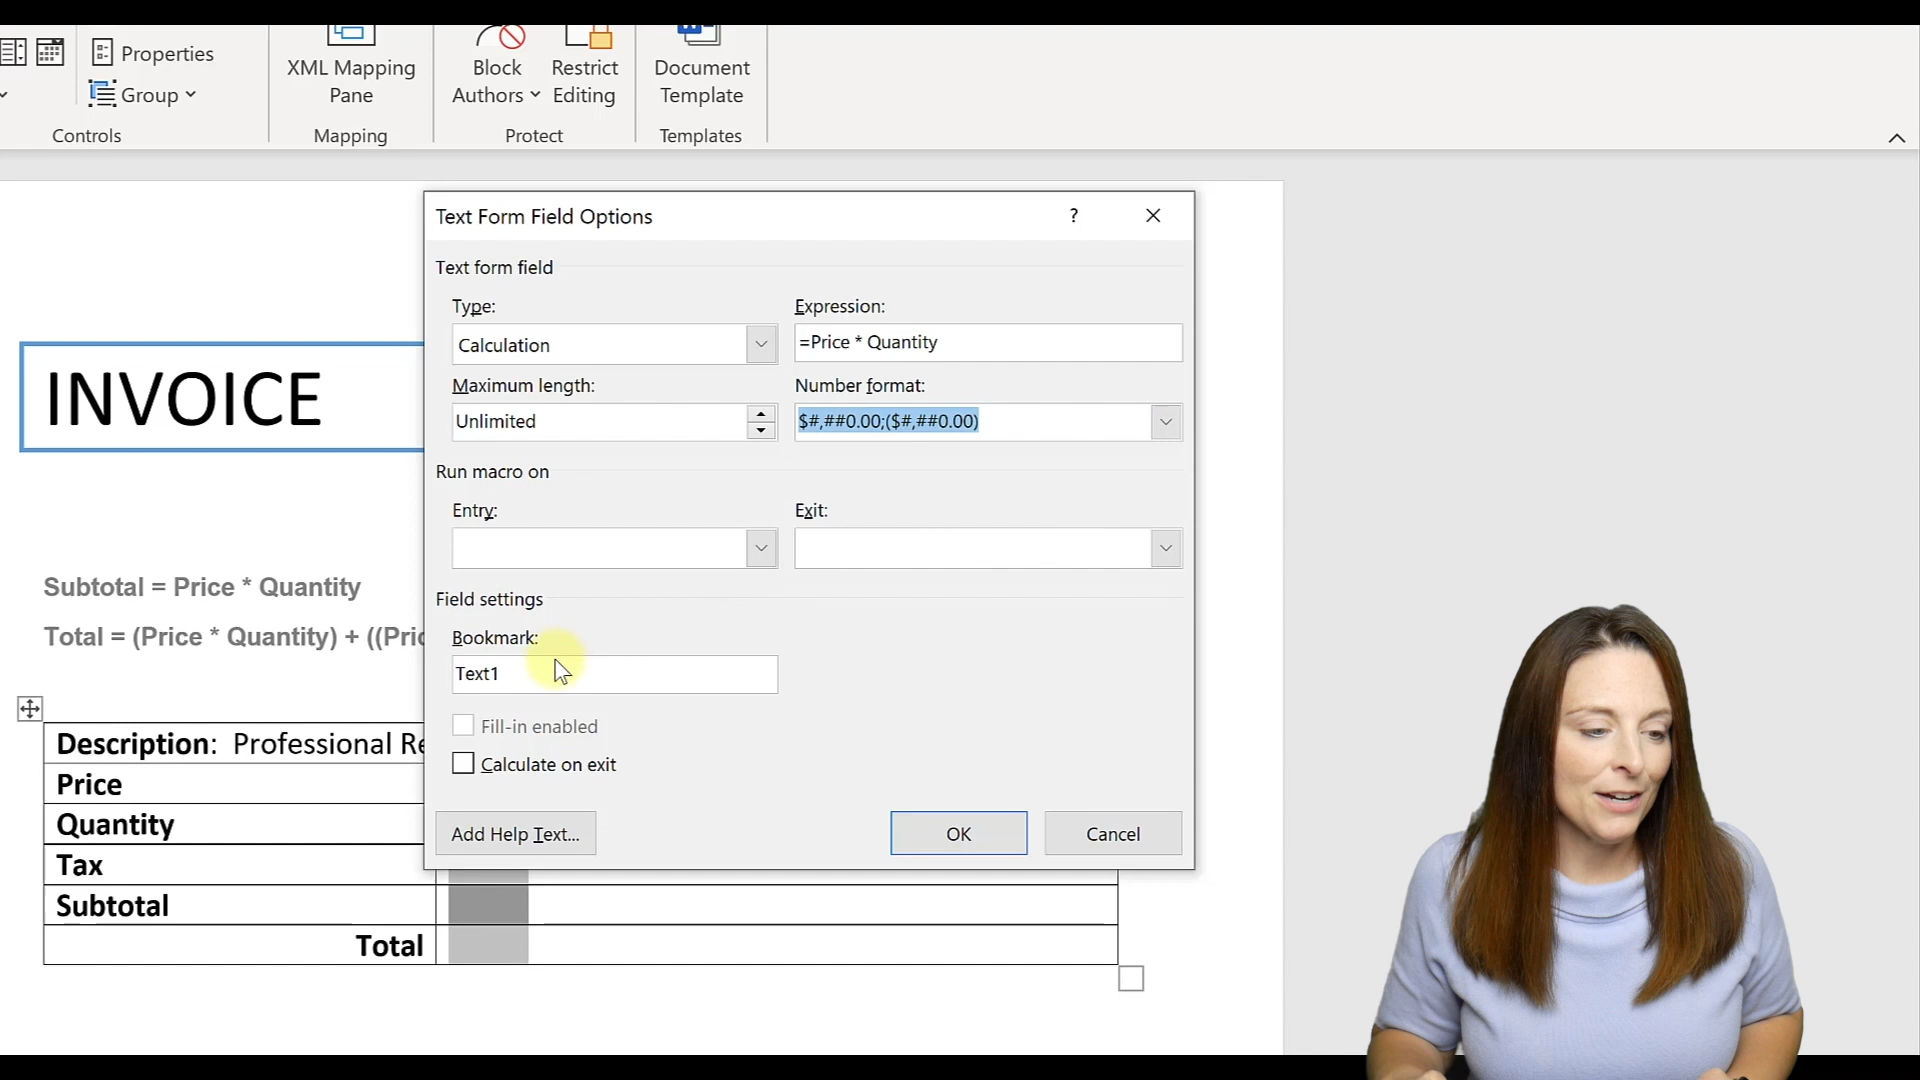 Properties
Group
Controls
XML Mapping
Pane
Mapping
Block
Authors
Restrict
Editing
Protect
Document
Template
Templates
INVOICE
Subtotal = Price * Quantity
Total = (Price * Quantity) + ((Pric
Text Form Field Options
?
Text form field
Type:
Expression:
Calculation
=Price * Quantity
Maximum length:
Number format:
Unlimited
$#,##0.00;($#,##0.00)
Run macro on
Entry:
Exit:
Field settings
Bookmark:
Text1
Fill-in enabled
Calculate on exit
Add Help Text...
OK
Cancel
Description: Professional Re
Price
Quantity
Tax
Subtotal
Total